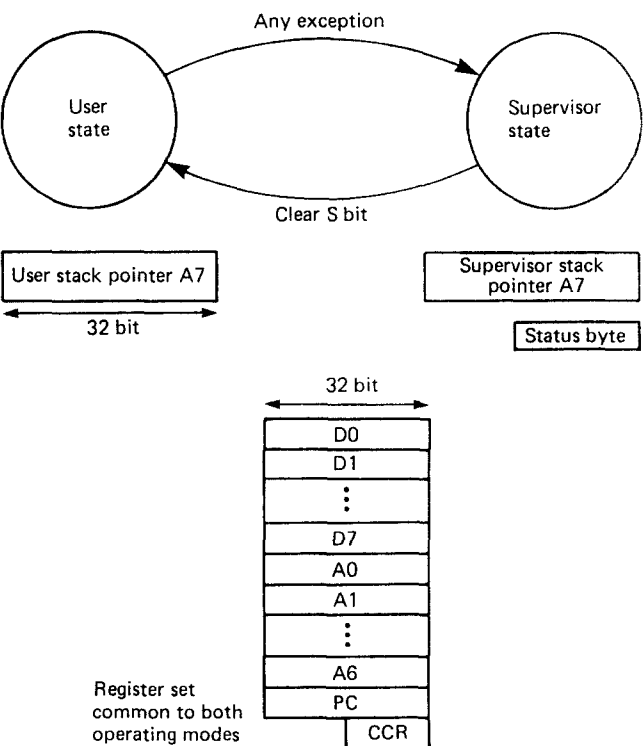 Any exception
User
state
Supervisor
state
Clear S bit
User stack pointer A7
32 bit
Supervisor stack
pointer A7
Status byte
32 bit
D0
D1
D7
A0
A1
A6
PC
CCR
Register set
common to both
operating modes